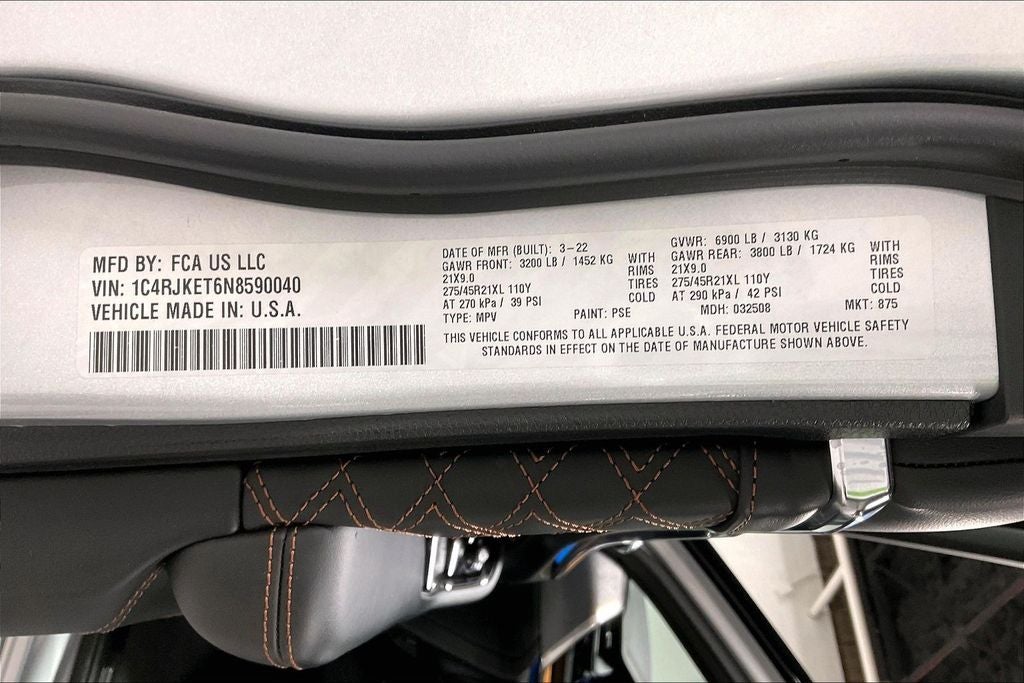 MFD BY: FCA US LLC
VIN: 1C4RJKET6N8590040
VEHICLE MADE IN: U.S.A.
DATE OF MFR (BUILT): 3-22
GAWR FRONT: 3200 LB / 1452 KG WITH
21X9.0 RIMS
275/45R21XL 110Y TIRES
AT 270 kPa / 39 PSI COLD
TYPE: MPV PAINT: PSE
GVWR: 6900 LB / 3130 KG
GAWR REAR: 3800 LB / 1724 KG WITH
21X9.0 RIMS
275/45R21XL 110Y TIRES
AT 290 kPa / 42 PSI COLD
MDH: 032508 MKT: 875
THIS VEHICLE CONFORMS TO ALL APPLICABLE U.S.A. FEDERAL MOTOR VEHICLE SAFETY
STANDARDS IN EFFECT ON THE DATE OF MANUFACTURE SHOWN ABOVE.